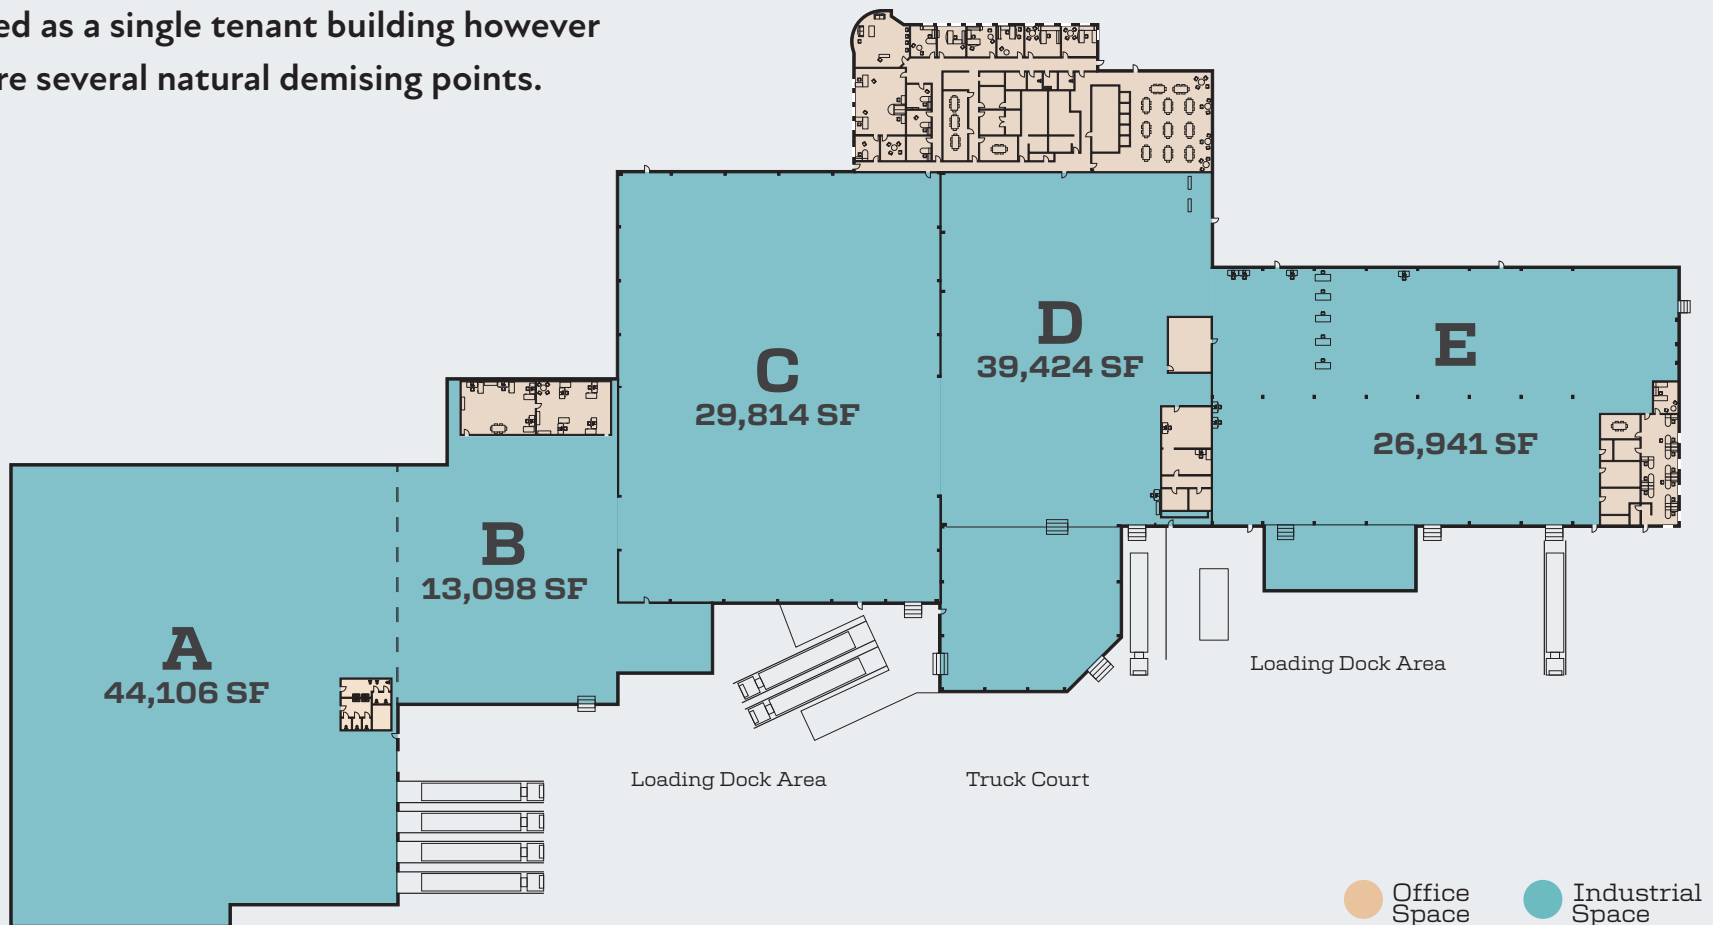 ed as a single tenant building however
re several natural demising points.
D
39,424 SF
E
C
29,814 SF
26,941 SF
B
13,098 SF
A
44,106 SF
Loading Dock Area
Loading Dock Area
Truck Court
Office
Space
Industrial
Space